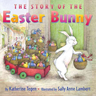 THE STORY OF THE
Easter Bunny
by Katherine Tegen • Illustrated by Sally Anne Lambert